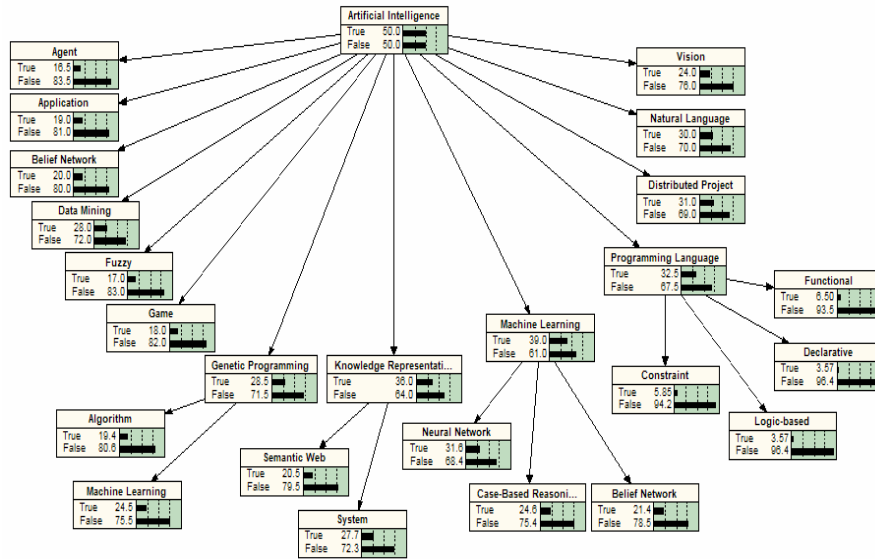 Artificial Intelligence
True 50.0
False 50.0
Agent
True 16.5
False 83.5
Application
True 19.0
False 81.0
Belief Network
True 20.0
False 80.0
Data Mining
True 28.0
False 72.0
Fuzzy
True 17.0
False 83.0
Game
True 18.0
False 82.0
Genetic Programming
True 28.5
False 71.5
Algorithm
True 19.4
False 80.6
Machine Learning
True 24.5
False 75.5
Knowledge Representati...
True 36.0
False 64.0
Semantic Web
True 20.5
False 79.5
System
True 27.7
False 72.3
Machine Learning
True 39.0
False 61.0
Neural Network
True 31.6
False 68.4
Case-Based Reasoni...
True 24.6
False 75.4
Belief Network
True 21.4
False 78.5
Vision
True 24.0
False 76.0
Natural Language
True 30.0
False 70.0
Distributed Project
True 31.0
False 69.0
Programming Language
True 32.5
False 67.5
Functional
True 6.50
False 93.5
Declarative
True 3.57
False 96.4
Constraint
True 5.85
False 94.2
Logic-based
True 3.57
False 96.4